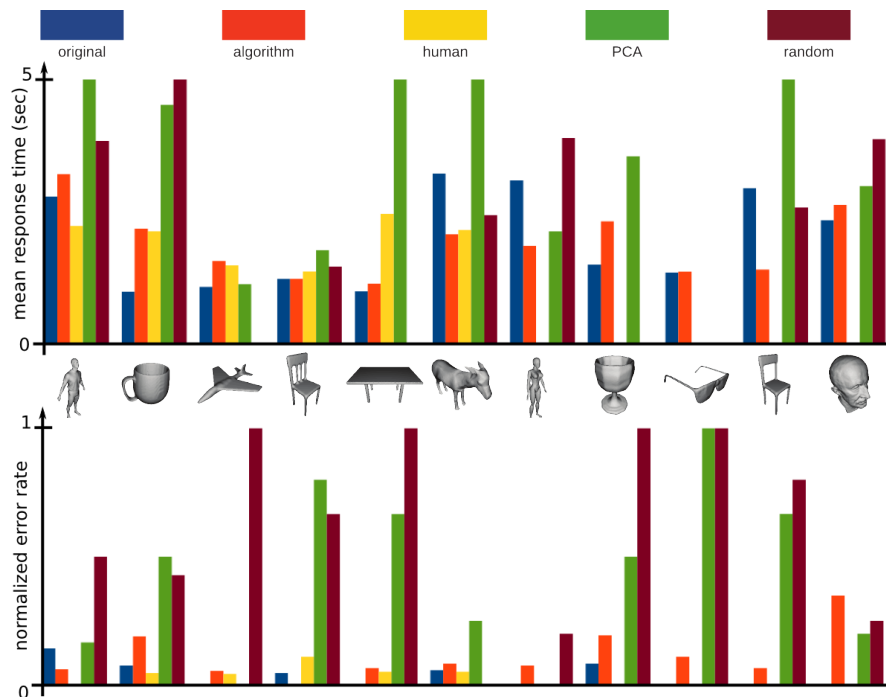 original
algorithm
human
PCA
random
5
mean response time (sec)
0
1
normalized error rate
0